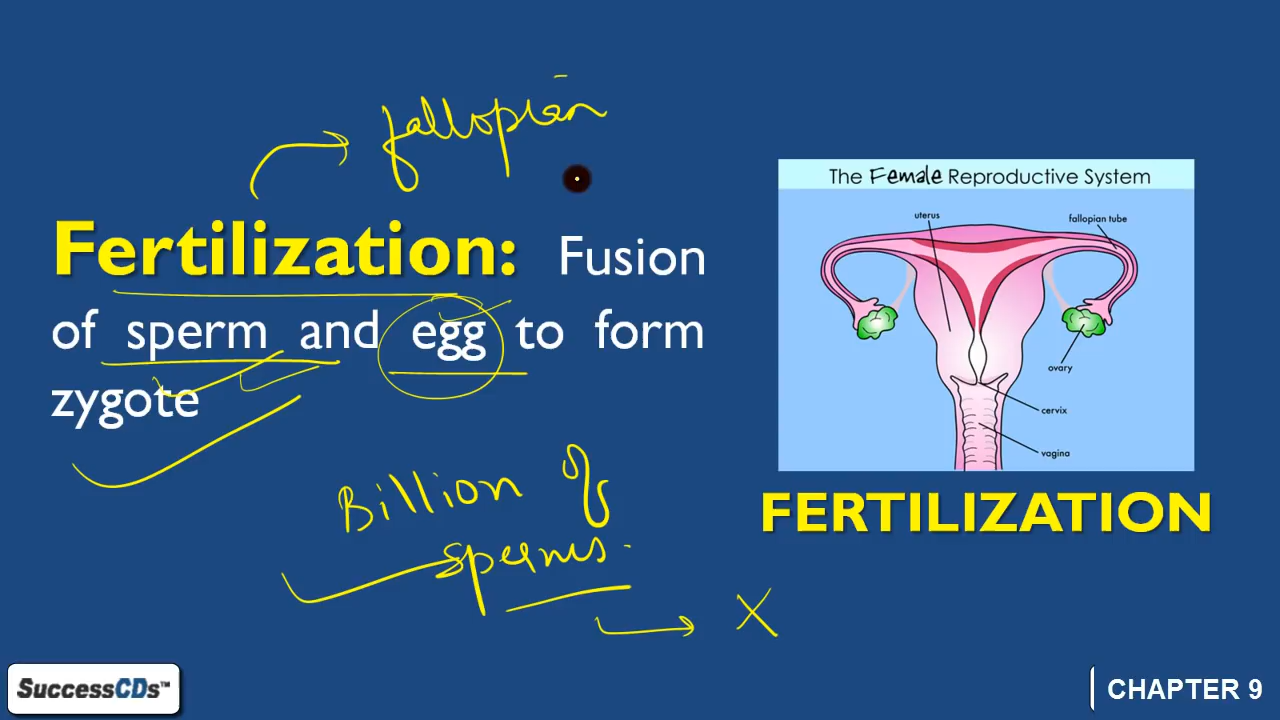 fallopian
Fertilization: Fusion
of sperm and egg to form
zygote
Billion of
sperms.
X
The Female Reproductive System
uterus
fallopian tube
ovary
cervix
vagina
FERTILIZATION
SuccessCDs™
CHAPTER 9